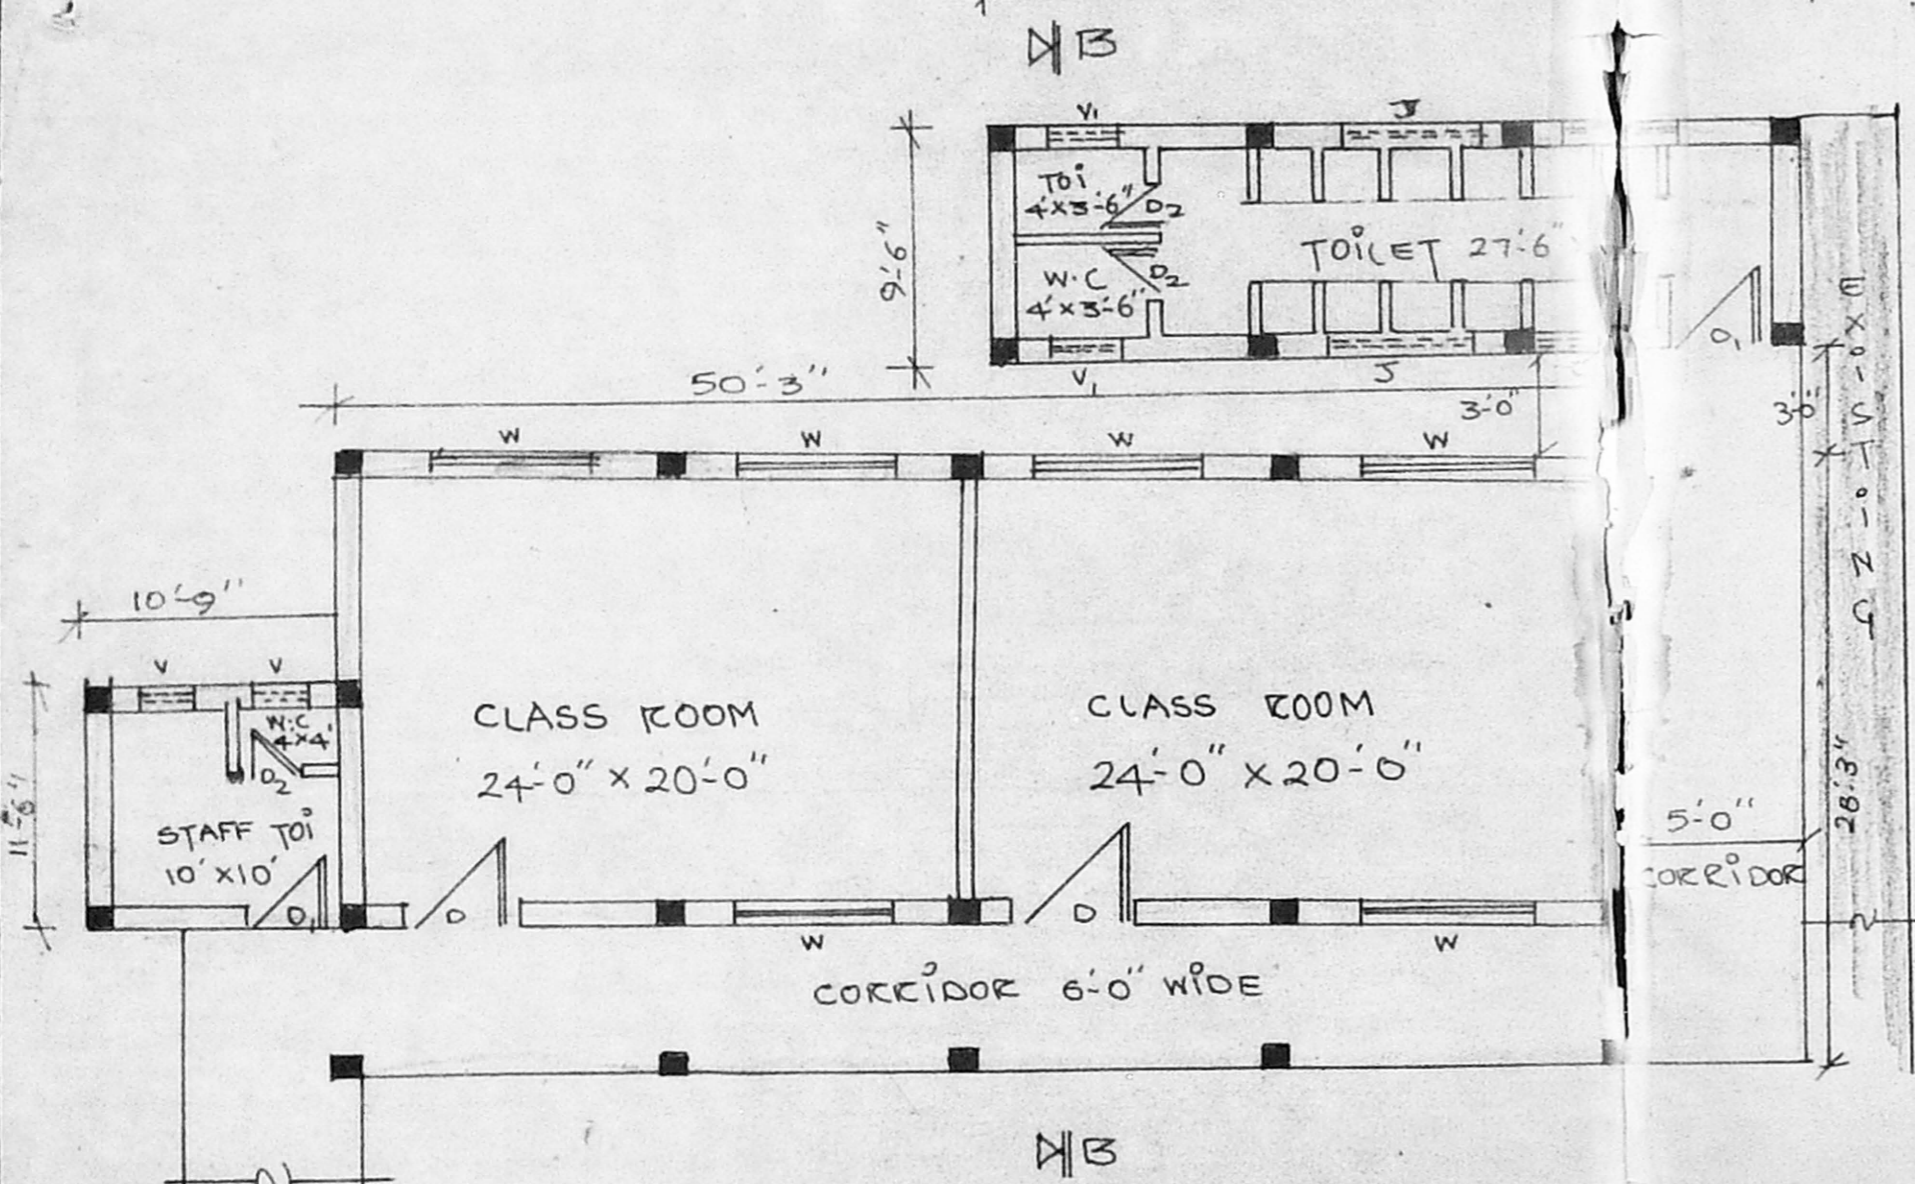 B
V1
J
TOi
4'x3'-6"
D2
9'-6"
TOiLET 27'-6"
W.C
4'x3'-6"
D2
D1
V1
J
50'-3"
3'-0"
3'-0"
EXISTING
W
W
W
W
10'-9"
V
V
W.C
4'x4'
D2
CLASS ROOM
24'-0" x 20'-0"
CLASS ROOM
24'-0" x 20'-0"
STAFF TOi
10'x10'
D1
D
D
11'-6"
5'-0"
CORRiDOR
28'-3"
W
W
CORRiDOR 6'-0" WiDE
B